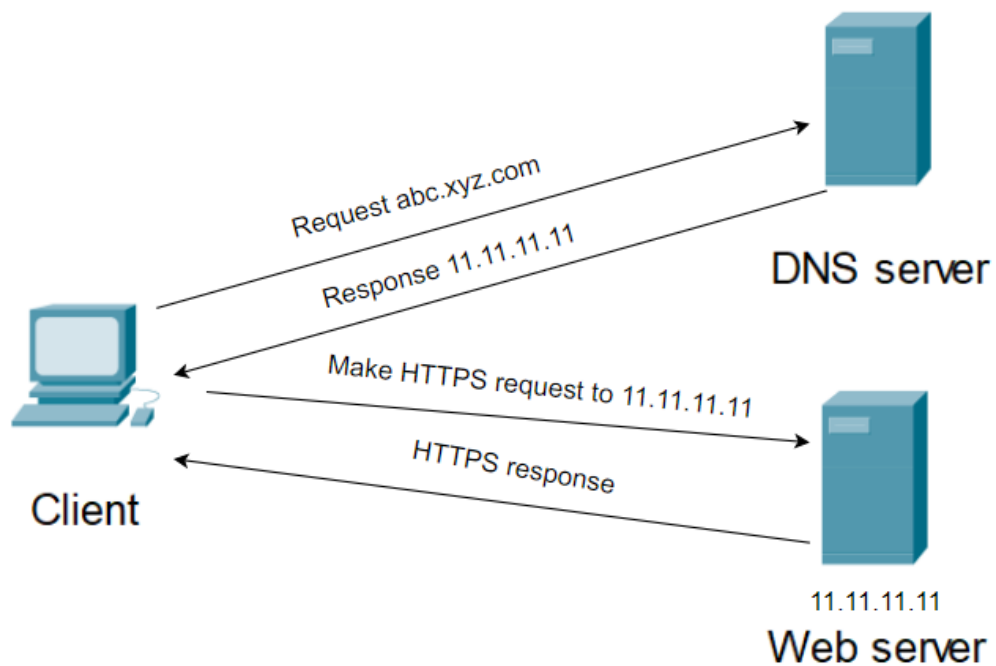 Request abc.xyz.com
Response 11.11.11.11
DNS server
Make HTTPS request to 11.11.11.11
HTTPS response
Client
11.11.11.11
Web server